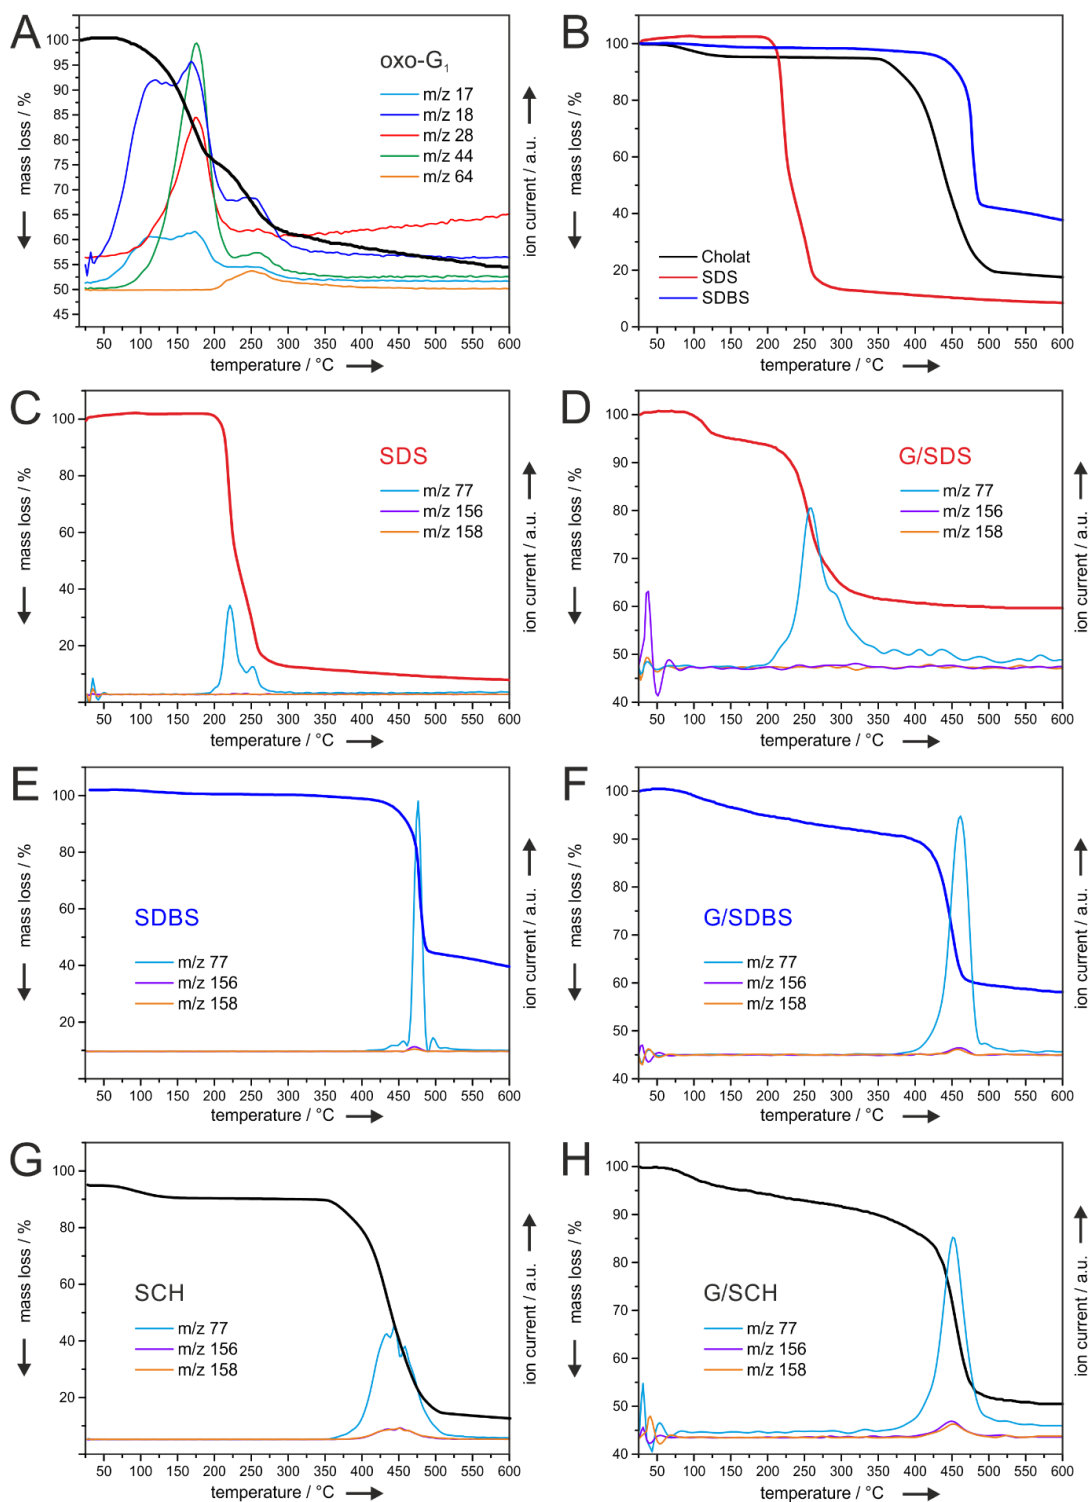 A
oxo-G₁
m/z 17
m/z 18
m/z 28
m/z 44
m/z 64
mass loss / %
ion current / a.u.
100
95
90
85
80
75
70
65
60
55
50
45
50 100 150 200 250 300 350 400 450 500 550 600
temperature / °C
B
Cholat
SDS
SDBS
mass loss / %
100
80
60
40
20
0
50 100 150 200 250 300 350 400 450 500 550 600
temperature / °C
C
SDS
m/z 77
m/z 156
m/z 158
mass loss / %
ion current / a.u.
100
80
60
40
20
50 100 150 200 250 300 350 400 450 500 550 600
temperature / °C
D
G/SDS
m/z 77
m/z 156
m/z 158
mass loss / %
ion current / a.u.
100
90
80
70
60
50
40
50 100 150 200 250 300 350 400 450 500 550 600
temperature / °C
E
SDBS
m/z 77
m/z 156
m/z 158
mass loss / %
ion current / a.u.
100
80
60
40
20
50 100 150 200 250 300 350 400 450 500 550 600
temperature / °C
F
G/SDBS
m/z 77
m/z 156
m/z 158
mass loss / %
ion current / a.u.
100
90
80
70
60
50
40
50 100 150 200 250 300 350 400 450 500 550 600
temperature / °C
G
SCH
m/z 77
m/z 156
m/z 158
mass loss / %
ion current / a.u.
100
80
60
40
20
50 100 150 200 250 300 350 400 450 500 550 600
temperature / °C
H
G/SCH
m/z 77
m/z 156
m/z 158
mass loss / %
ion current / a.u.
100
90
80
70
60
50
40
50 100 150 200 250 300 350 400 450 500 550 600
temperature / °C